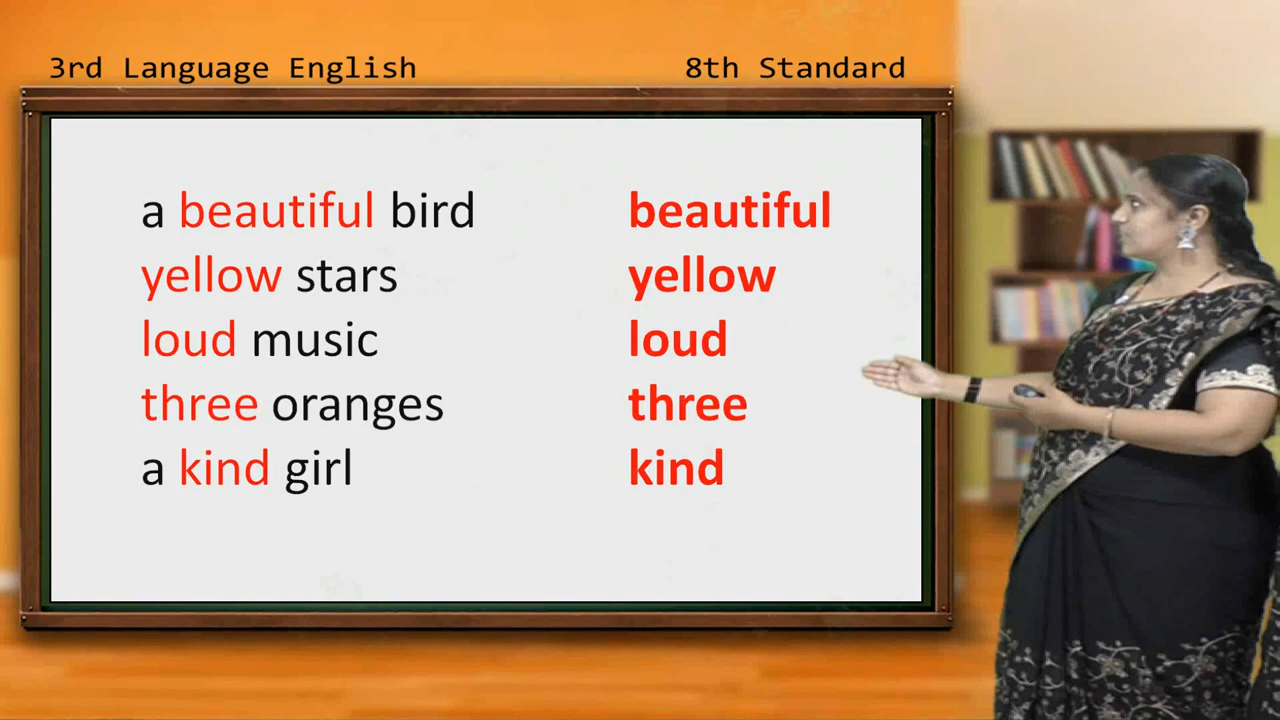 3rd Language English 8th Standard
a beautiful bird beautiful
yellow stars yellow
loud music loud
three oranges three
a kind girl kind